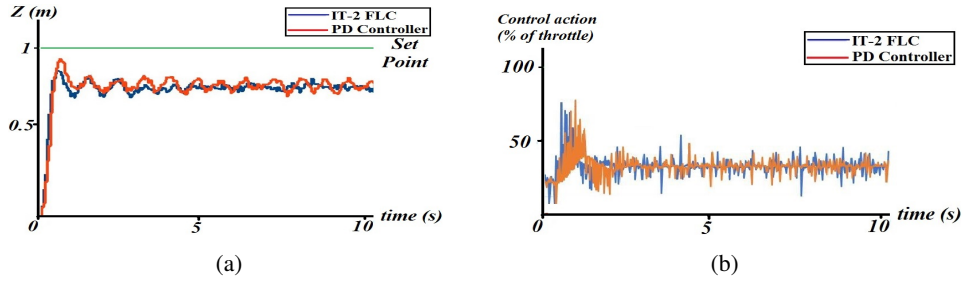 Z (m)
IT-2 FLC
PD Controller
1
Set
Point
0.5
0
5
10
time (s)
(a)
Control action
(% of throttle)
IT-2 FLC
PD Controller
100
50
0
5
10
time (s)
(b)